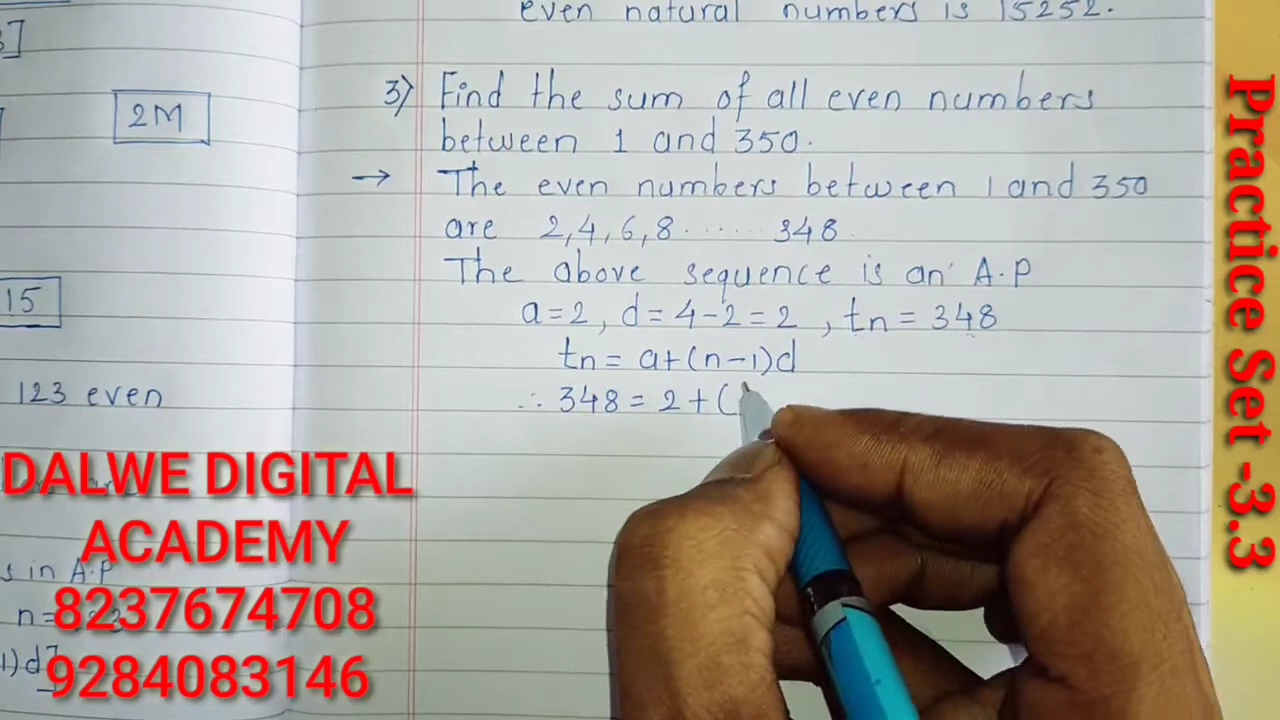 even natural numbers is 15252.
3]
2M
3) Find the sum of all even numbers
between 1 and 350.
→ The even numbers between 1 and 350
are 2,4,6,8 ...... 348
The above sequence is an A.P
15
a=2, d=4-2=2, tn=348
tn = a+(n-1)d
123 even
∴ 348 = 2+(
DALWE DIGITAL
ACADEMY
s in A.P
8237674708
n=
1)d]
9284083146
Practice Set -3.3